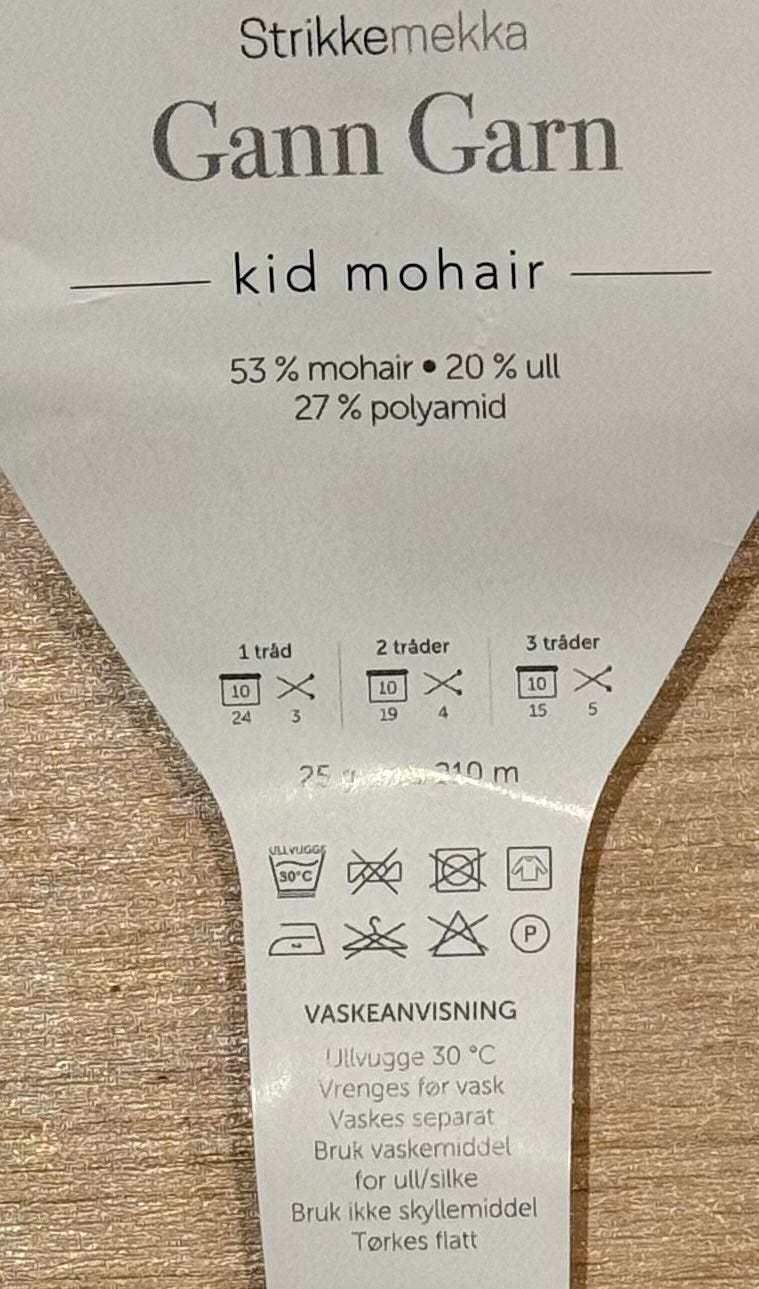 Strikkemekka
Gann Garn
kid mohair
53 % mohair • 20 % ull
27 % polyamid
1 tråd 2 tråder 3 tråder
10 10 10
24 3 19 4 15 5
25 g 210 m
ULLVUGGE
30°C
P
VASKEANVISNING
Ullvugge 30 °C
Vrenges før vask
Vaskes separat
Bruk vaskemiddel
for ull/silke
Bruk ikke skyllemiddel
Tørkes flatt